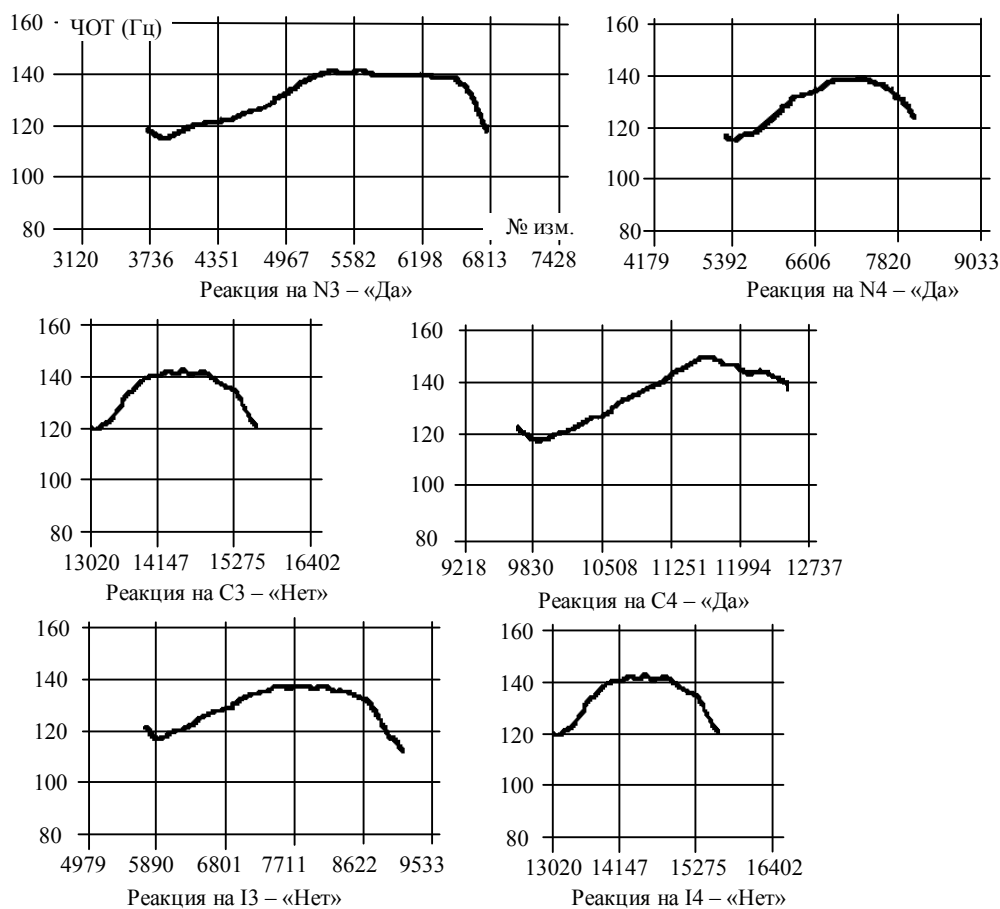 160
ЧОТ (Гц)
140
120
100
80
№ изм.
3120 3736 4351 4967 5582 6198 6813 7428
Реакция на N3 – «Да»
160
140
120
100
80
4179 5392 6606 7820 9033
Реакция на N4 – «Да»
160
140
120
100
80
13020 14147 15275 16402
Реакция на С3 – «Нет»
160
140
120
100
80
9218 9830 10508 11251 11994 12737
Реакция на С4 – «Да»
160
140
120
100
80
4979 5890 6801 7711 8622 9533
Реакция на I3 – «Нет»
160
140
120
100
80
13020 14147 15275 16402
Реакция на I4 – «Нет»